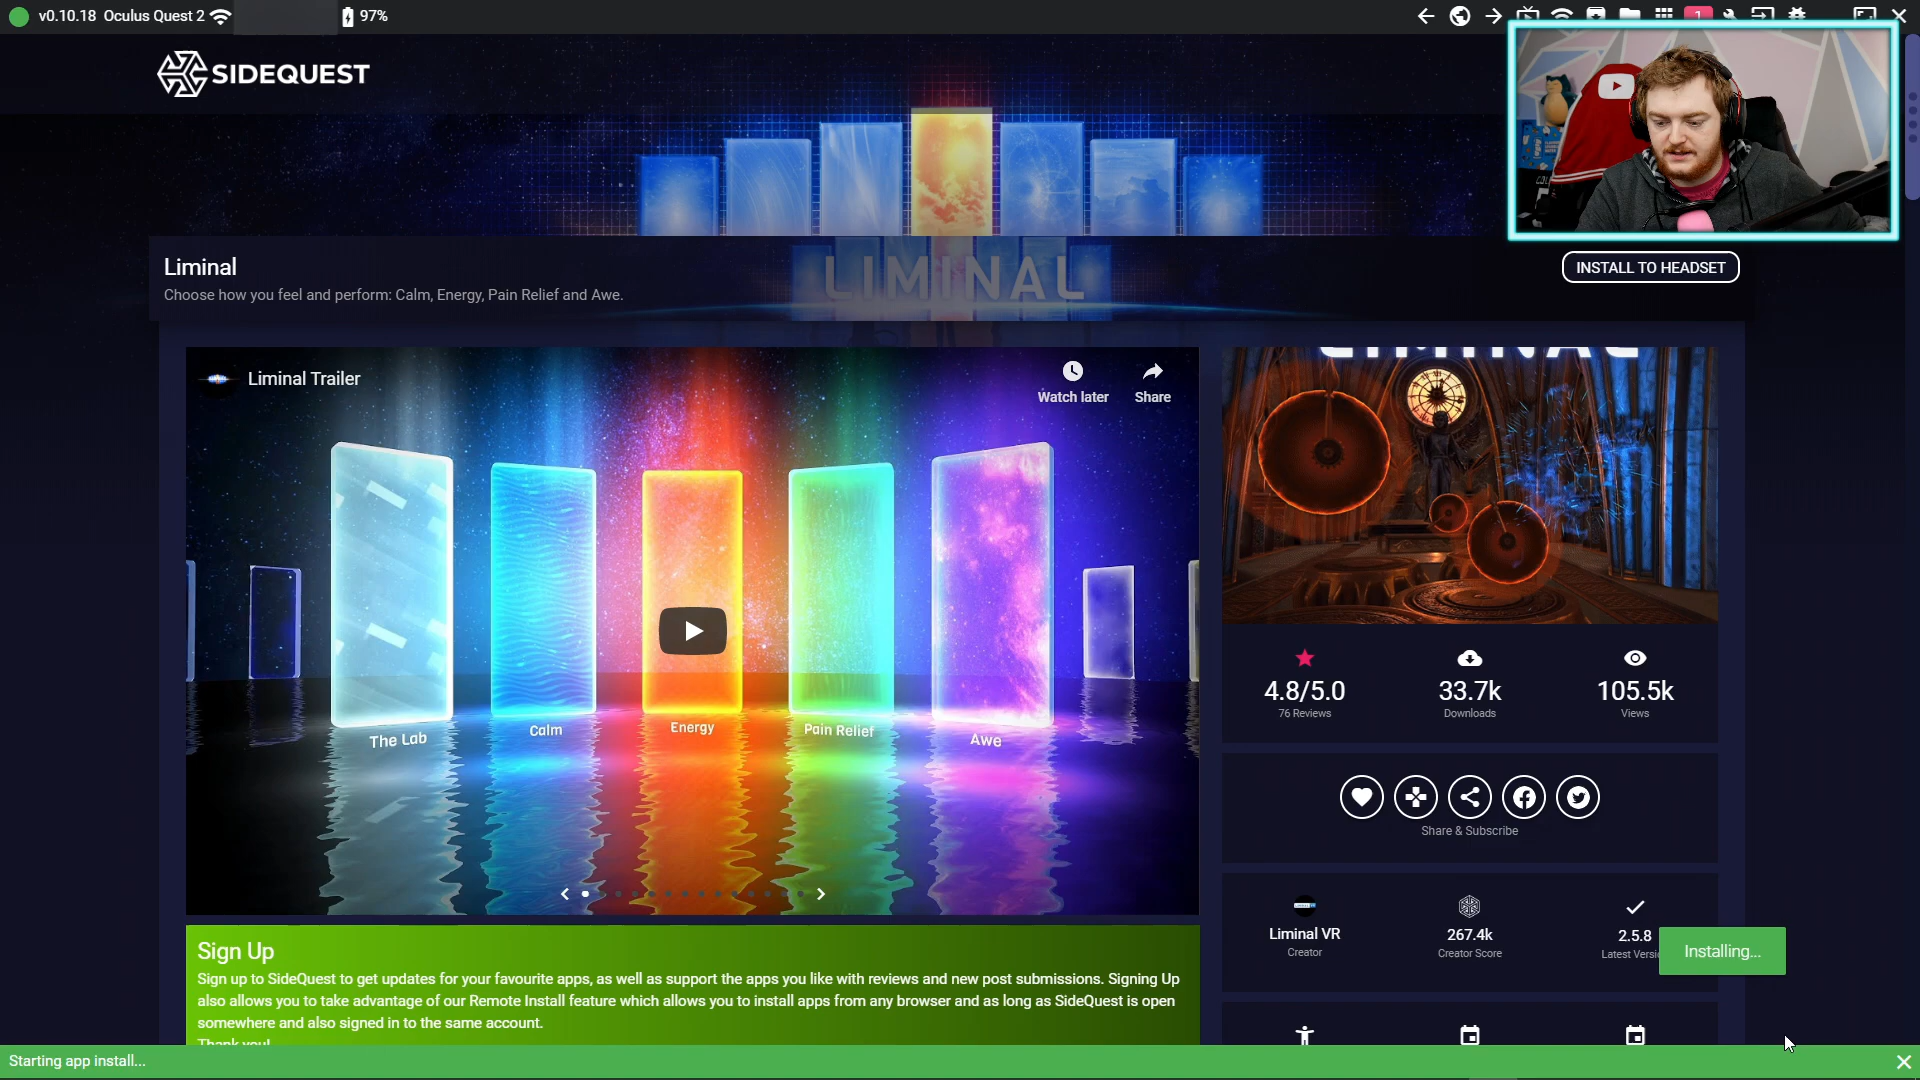 v0.10.18 Oculus Quest 2 97%
1
SIDEQUEST
LIMINAL
Liminal
Choose how you feel and perform: Calm, Energy, Pain Relief and Awe.
INSTALL TO HEADSET
Liminal Trailer
Watch later
Share
The Lab
Calm
Energy
Pain Relief
Awe
4.8/5.0
76 Reviews
33.7k
Downloads
105.5k
Views
Share & Subscribe
Liminal VR
Creator
267.4k
Creator Score
2.5.8
Latest
Installing...
Sign Up
Sign up to SideQuest to get updates for your favourite apps, as well as support the apps you like with reviews and new post submissions. Signing Up
also allows you to take advantage of our Remote Install feature which allows you to install apps from any browser and as long as SideQuest is open
somewhere and also signed in to the same account.
Thank you!
Starting app install...